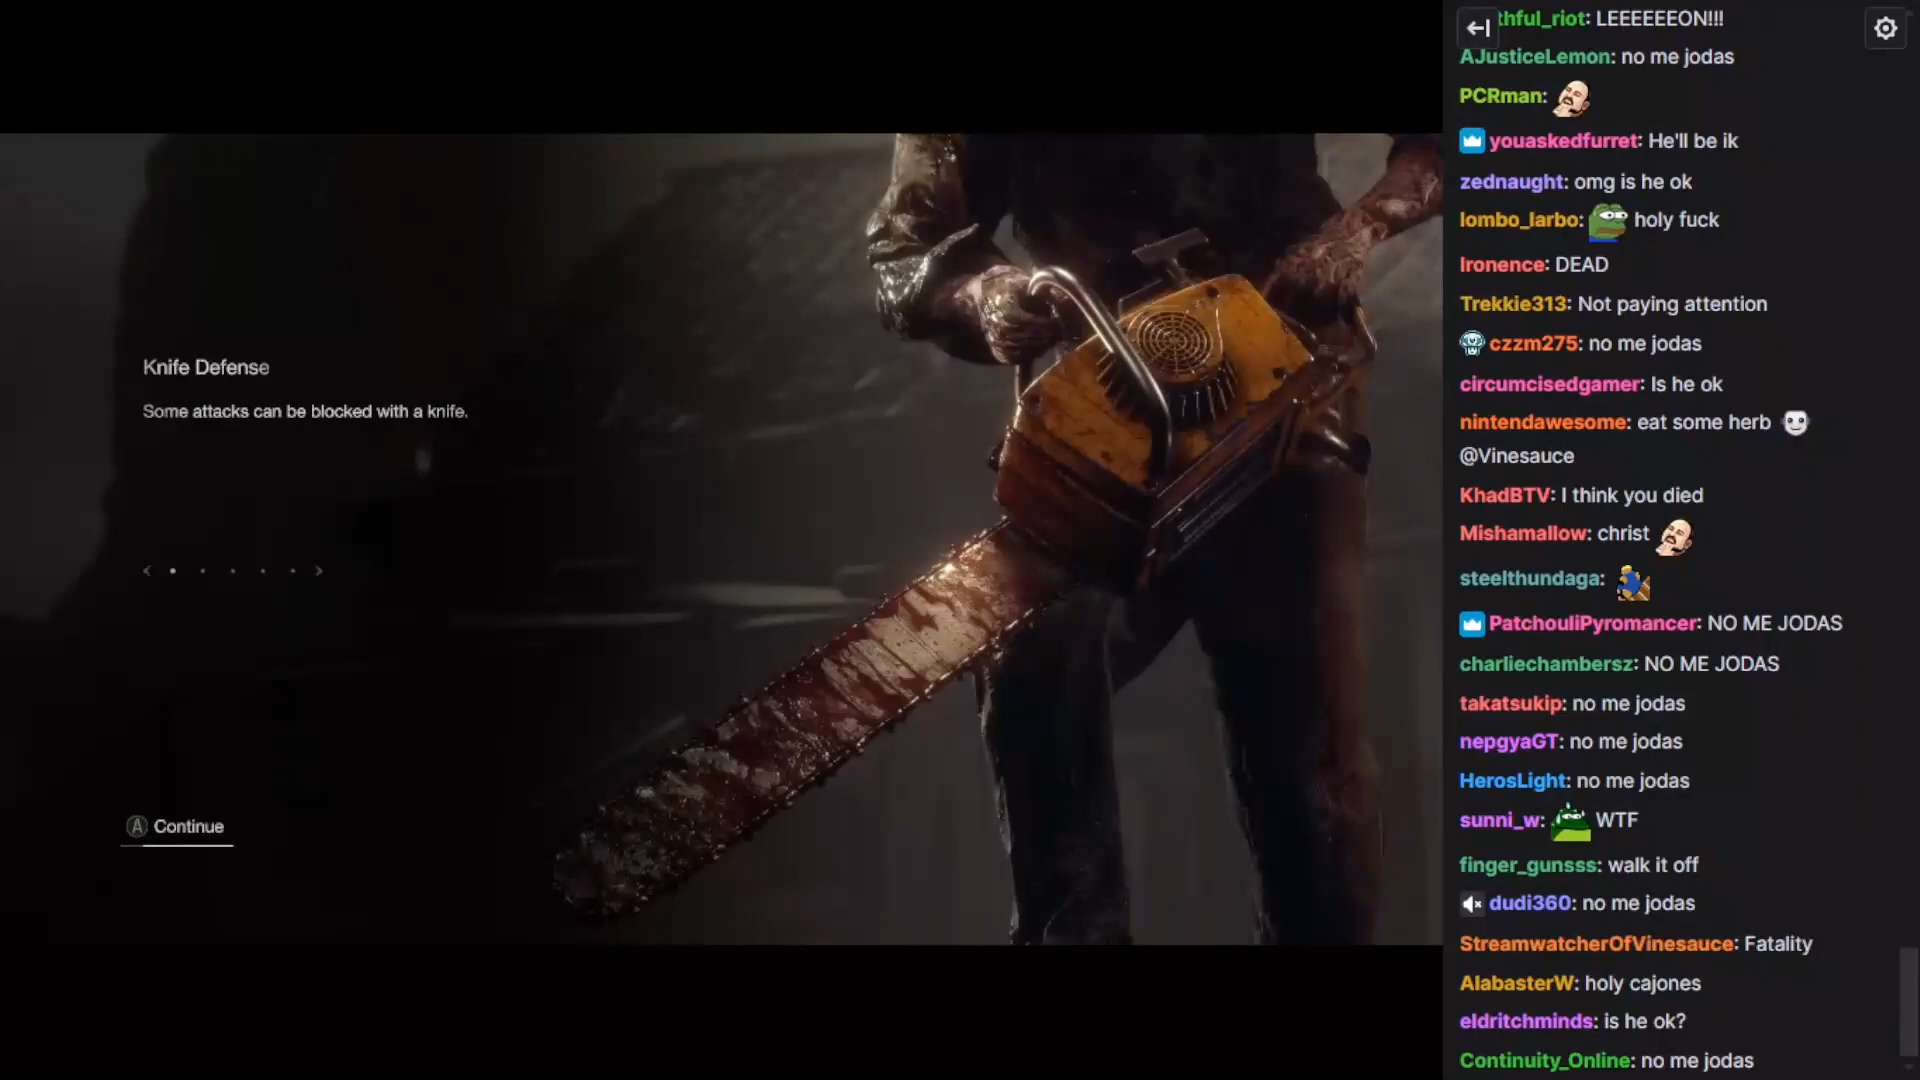 Knife Defense
Some attacks can be blocked with a knife.
A Continue
thful_riot: LEEEEEEON!!!
AJusticeLemon: no me jodas
PCRman:
youaskedfurret: He'll be ik
zednaught: omg is he ok
lombo_larbo: holy fuck
Ironence: DEAD
Trekkie313: Not paying attention
czzm275: no me jodas
circumcisedgamer: Is he ok
nintendawesome: eat some herb
@Vinesauce
KhadBTV: I think you died
Mishamallow: christ
steelthundaga:
PatchouliPyromancer: NO ME JODAS
charliechambersz: NO ME JODAS
takatsukip: no me jodas
nepgyaGT: no me jodas
HerosLight: no me jodas
sunni_w: WTF
finger_gunsss: walk it off
dudi360: no me jodas
StreamwatcherOfVinesauce: Fatality
AlabasterW: holy cajones
eldritchminds: is he ok?
Continuity_Online: no me jodas